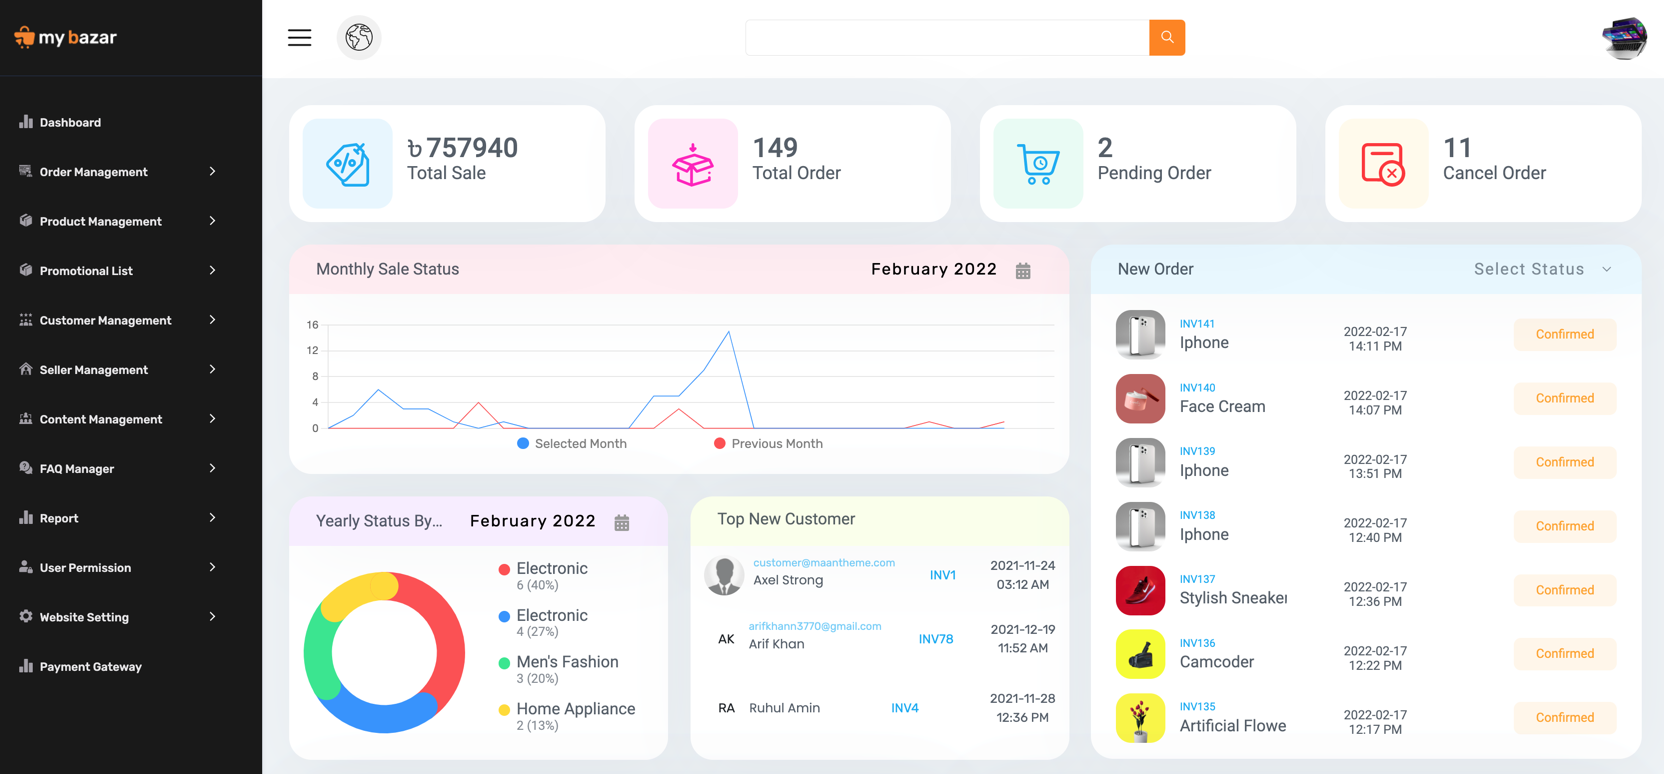 my bazar
Dashboard
Order Management
Product Management
Promotional List
Customer Management
Seller Management
Content Management
FAQ Manager
Report
User Permission
Website Setting
Payment Gateway
৳ 757940
Total Sale
149
Total Order
2
Pending Order
11
Cancel Order
Monthly Sale Status
February 2022
16
12
8
4
0
Selected Month
Previous Month
Yearly Status By...
February 2022
Electronic
6 (40%)
Electronic
4 (27%)
Men's Fashion
3 (20%)
Home Appliance
2 (13%)
Top New Customer
customer@maantheme.com
Axel Strong
INV1
2021-11-24
03:12 AM
AK
arifkhann3770@gmail.com
Arif Khan
INV78
2021-12-19
11:52 AM
RA
Ruhul Amin
INV4
2021-11-28
12:36 PM
New Order
Select Status
INV141
Iphone
2022-02-17
14:11 PM
Confirmed
INV140
Face Cream
2022-02-17
14:07 PM
Confirmed
INV139
Iphone
2022-02-17
13:51 PM
Confirmed
INV138
Iphone
2022-02-17
12:40 PM
Confirmed
INV137
Stylish Sneaker
2022-02-17
12:36 PM
Confirmed
INV136
Camcoder
2022-02-17
12:22 PM
Confirmed
INV135
Artificial Flowe
2022-02-17
12:17 PM
Confirmed